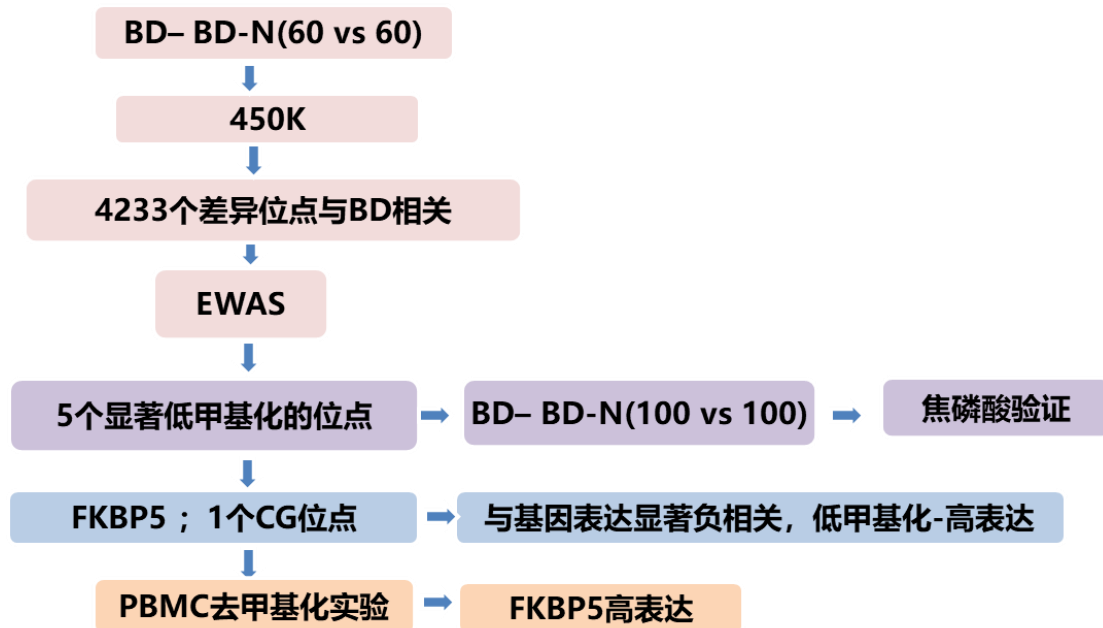 BD– BD-N(60 vs 60)
450K
4233个差异位点与BD相关
EWAS
5个显著低甲基化的位点
BD– BD-N(100 vs 100)
焦磷酸验证
FKBP5 ；1个CG位点
与基因表达显著负相关，低甲基化-高表达
PBMC去甲基化实验
FKBP5高表达